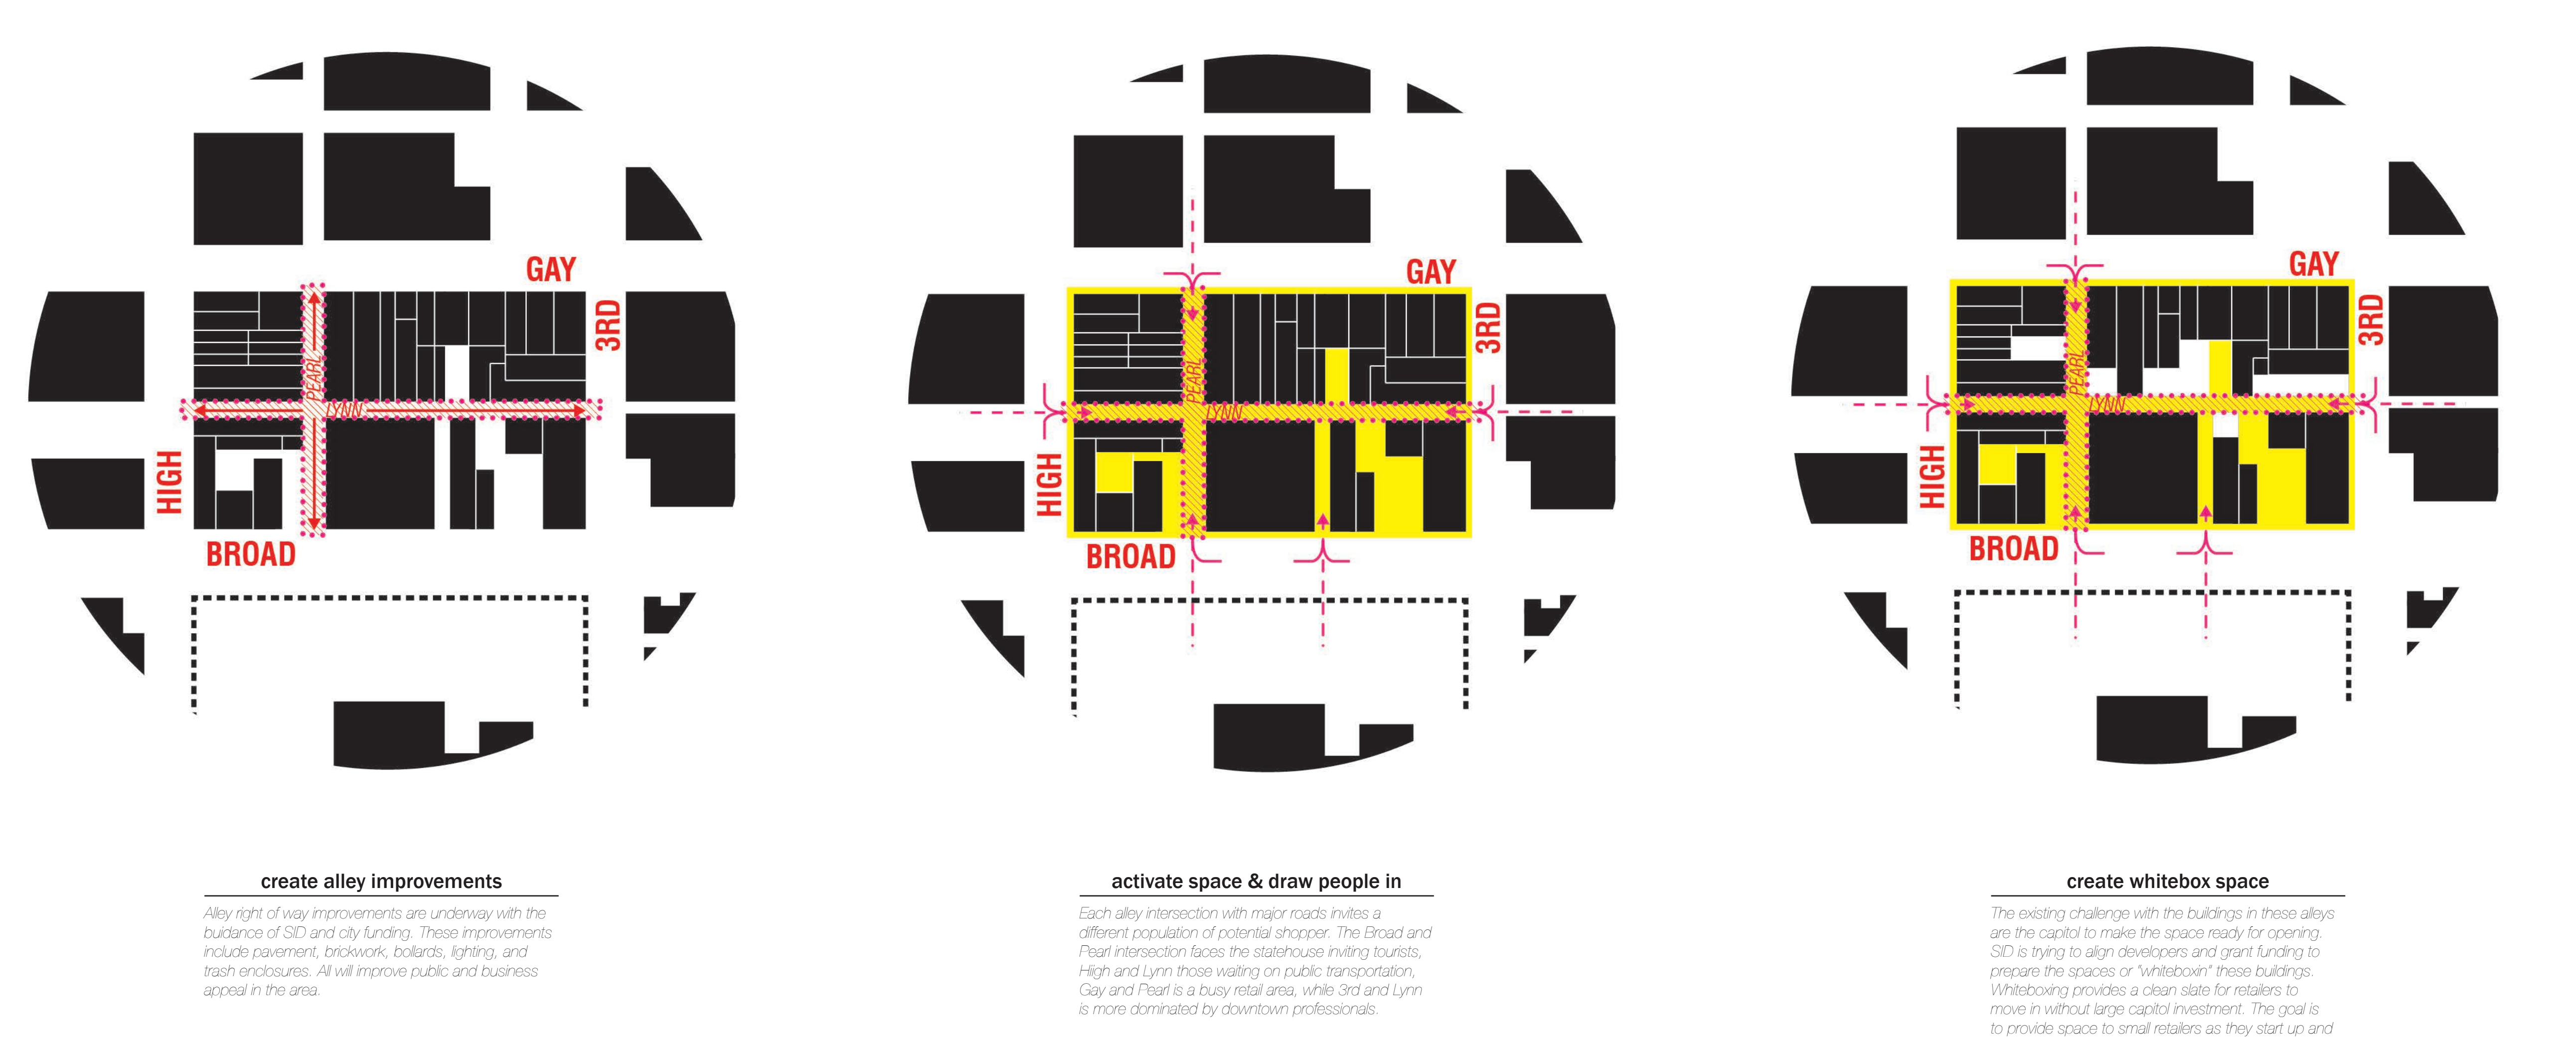 GAY
3RD
PEARL
LYNN
HIGH
BROAD
create alley improvements
Alley right of way improvements are underway with the
buidance of SID and city funding. These improvements
include pavement, brickwork, bollards, lighting, and
trash enclosures. All will improve public and business
appeal in the area.
GAY
3RD
PEARL
LYNN
HIGH
BROAD
activate space & draw people in
Each alley intersection with major roads invites a
different population of potential shopper. The Broad and
Pearl intersection faces the statehouse inviting tourists,
High and Lynn those waiting on public transportation,
Gay and Pearl is a busy retail area, while 3rd and Lynn
is more dominated by downtown professionals.
GAY
3RD
PEARL
LYNN
HIGH
BROAD
create whitebox space
The existing challenge with the buildings in these alleys
are the capitol to make the space ready for opening.
SID is trying to align developers and grant funding to
prepare the spaces or "whiteboxin" these buildings.
Whiteboxing provides a clean slate for retailers to
move in without large capitol investment. The goal is
to provide space to small retailers as they start up and